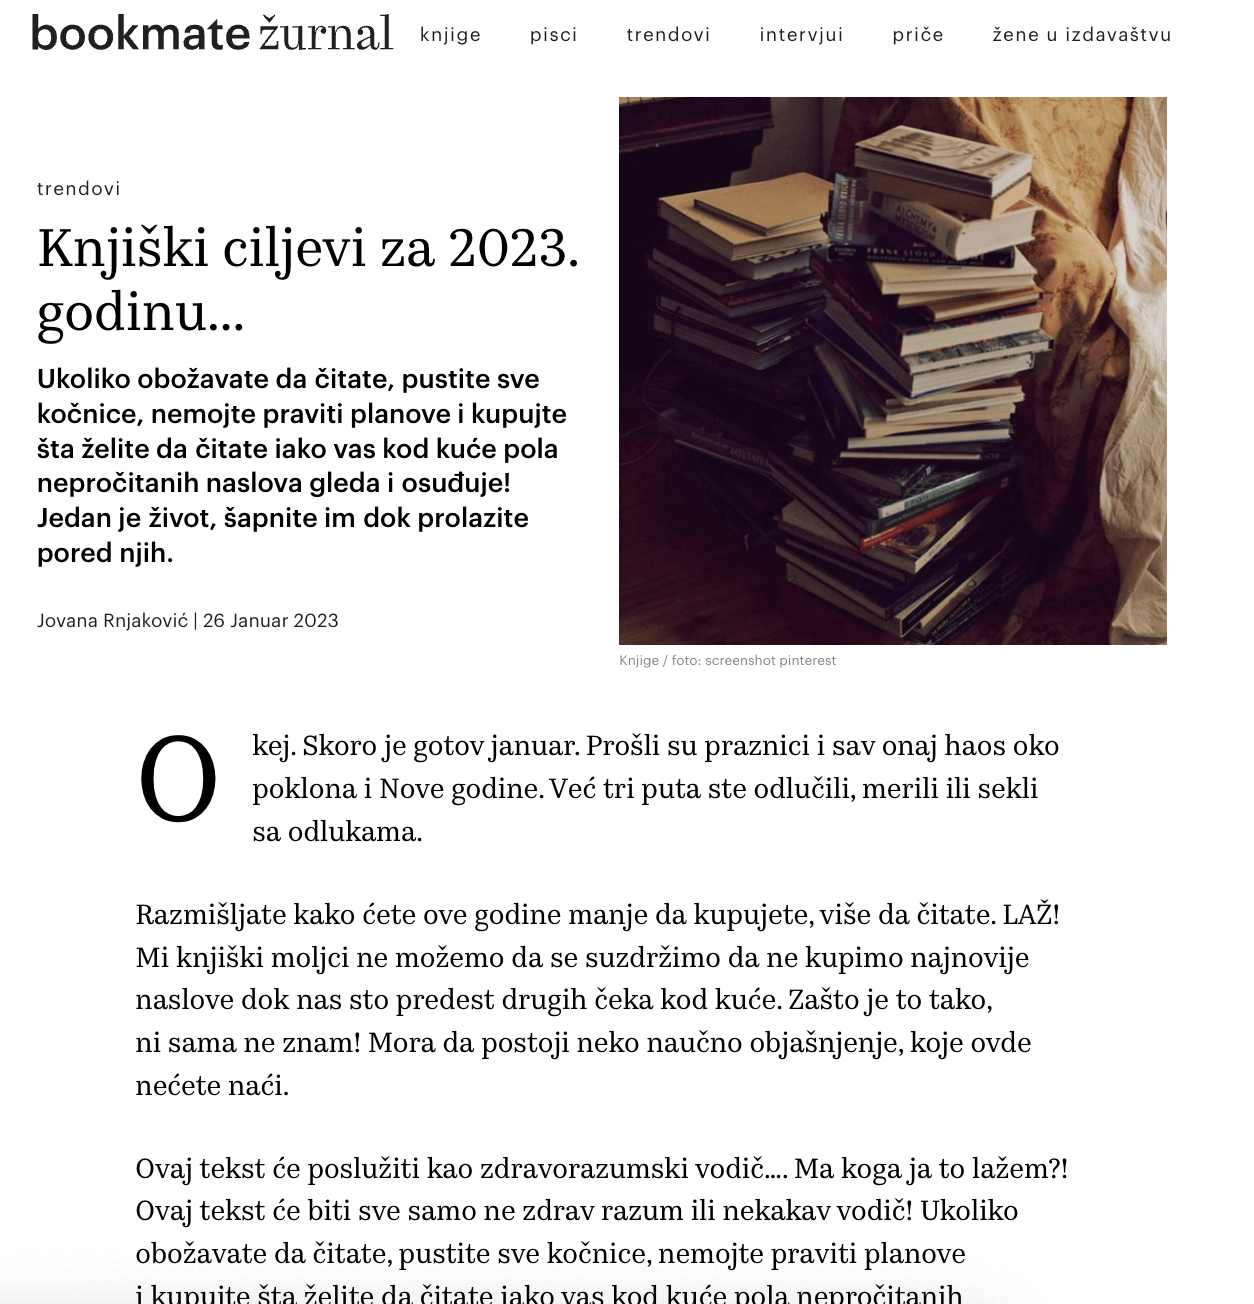 bookmate žurnal
knjige pisci trendovi intervjui priče žene u izdavaštvu
trendovi
Knjiški ciljevi za 2023.
godinu...
Ukoliko obožavate da čitate, pustite sve
kočnice, nemojte praviti planove i kupujte
šta želite da čitate iako vas kod kuće pola
nepročitanih naslova gleda i osuđuje!
Jedan je život, šapnite im dok prolazite
pored njih.
Jovana Rnjaković | 26 Januar 2023
ALCHEMY &
FRANK LLOYD
Knjige / foto: screenshot pinterest
Okej. Skoro je gotov januar. Prošli su praznici i sav onaj haos oko
poklona i Nove godine. Već tri puta ste odlučili, merili ili sekli
sa odlukama.
Razmišljate kako ćete ove godine manje da kupujete, više da čitate. LAŽ!
Mi knjiški moljci ne možemo da se suzdržimo da ne kupimo najnovije
naslove dok nas sto predest drugih čeka kod kuće. Zašto je to tako,
ni sama ne znam! Mora da postoji neko naučno objašnjenje, koje ovde
nećete naći.
Ovaj tekst će poslužiti kao zdravorazumski vodič.... Ma koga ja to lažem?!
Ovaj tekst će biti sve samo ne zdrav razum ili nekakav vodič! Ukoliko
obožavate da čitate, pustite sve kočnice, nemojte praviti planove
i kupujte šta želite da čitate iako vas kod kuće pola nepročitanih